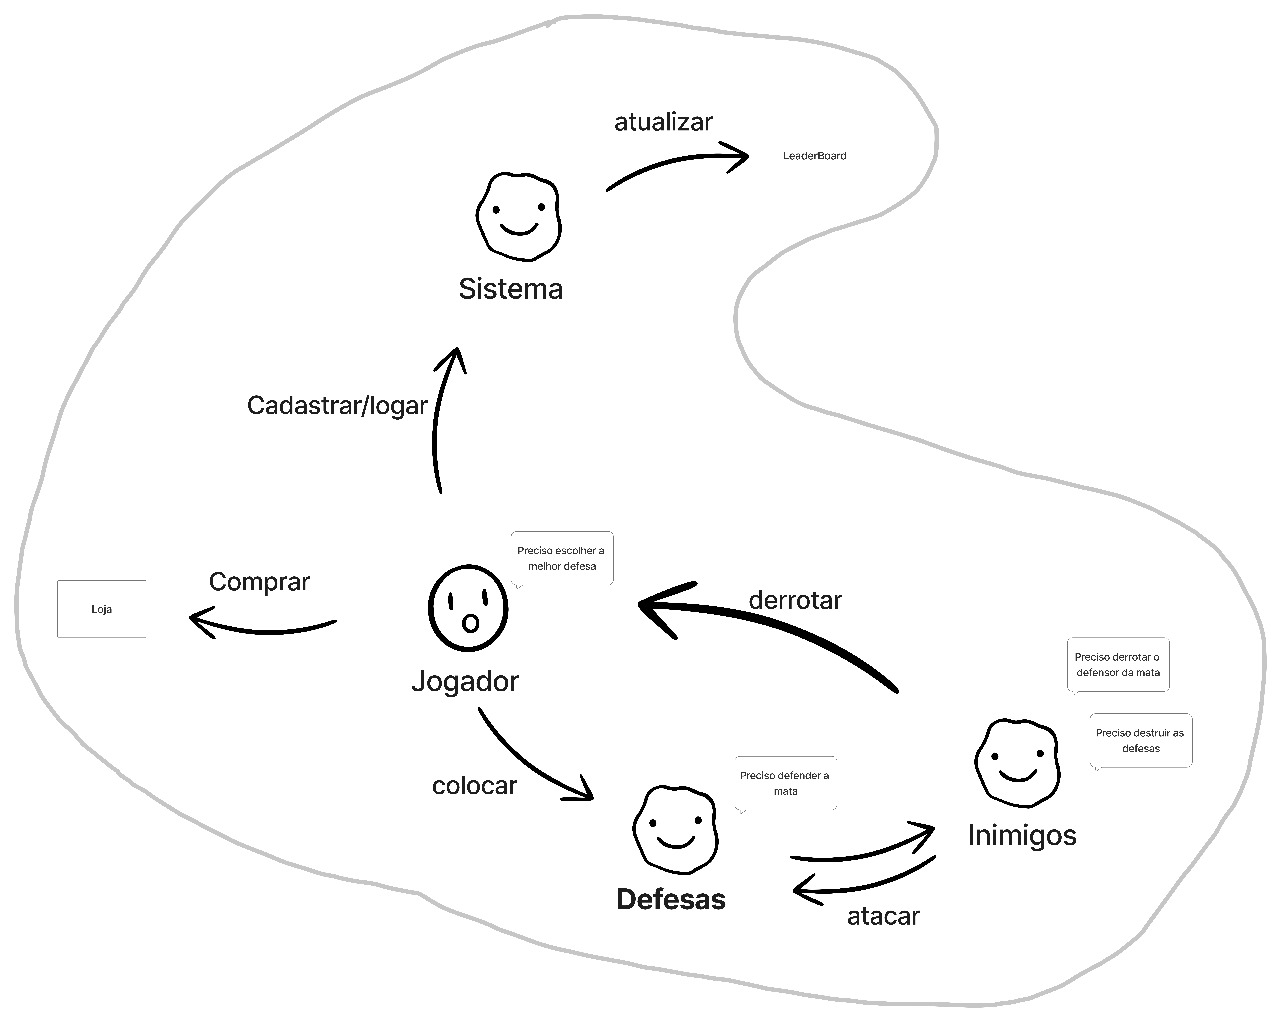 atualizar
LeaderBoard
Sistema
Cadastrar/logar
Preciso escolher a
melhor defesa
Comprar
Loja
derrotar
Jogador
Preciso derrotar o
defensor da mata
Preciso destruir as
defesas
colocar
Preciso defender a
mata
Inimigos
Defesas
atacar